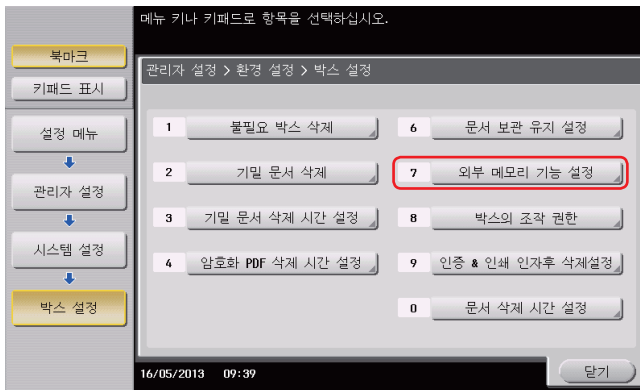 메뉴 키나 키패드로 항목을 선택하십시오.
북마크
키패드 표시
설정 메뉴
관리자 설정
시스템 설정
박스 설정
관리자 설정 > 환경 설정 > 박스 설정
1 불필요 박스 삭제
2 기밀 문서 삭제
3 기밀 문서 삭제 시간 설정
4 암호화 PDF 삭제 시간 설정
6 문서 보관 유지 설정
7 외부 메모리 기능 설정
8 박스의 조작 권한
9 인증 & 인쇄 인자후 삭제설정
0 문서 삭제 시간 설정
16/05/2013 09:39
닫기